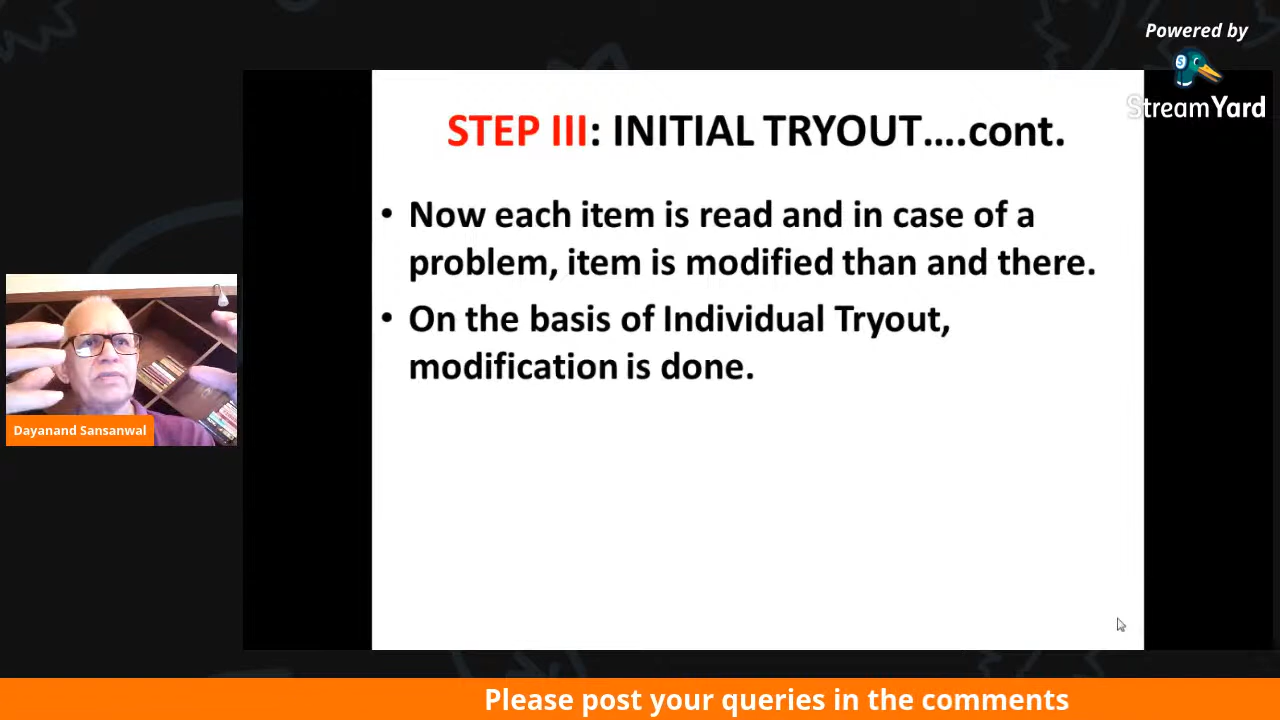 Powered by
StreamYard
STEP III: INITIAL TRYOUT....cont.
• Now each item is read and in case of a
problem, item is modified than and there.
• On the basis of Individual Tryout,
modification is done.
Dayanand Sansanwal
Please post your queries in the comments